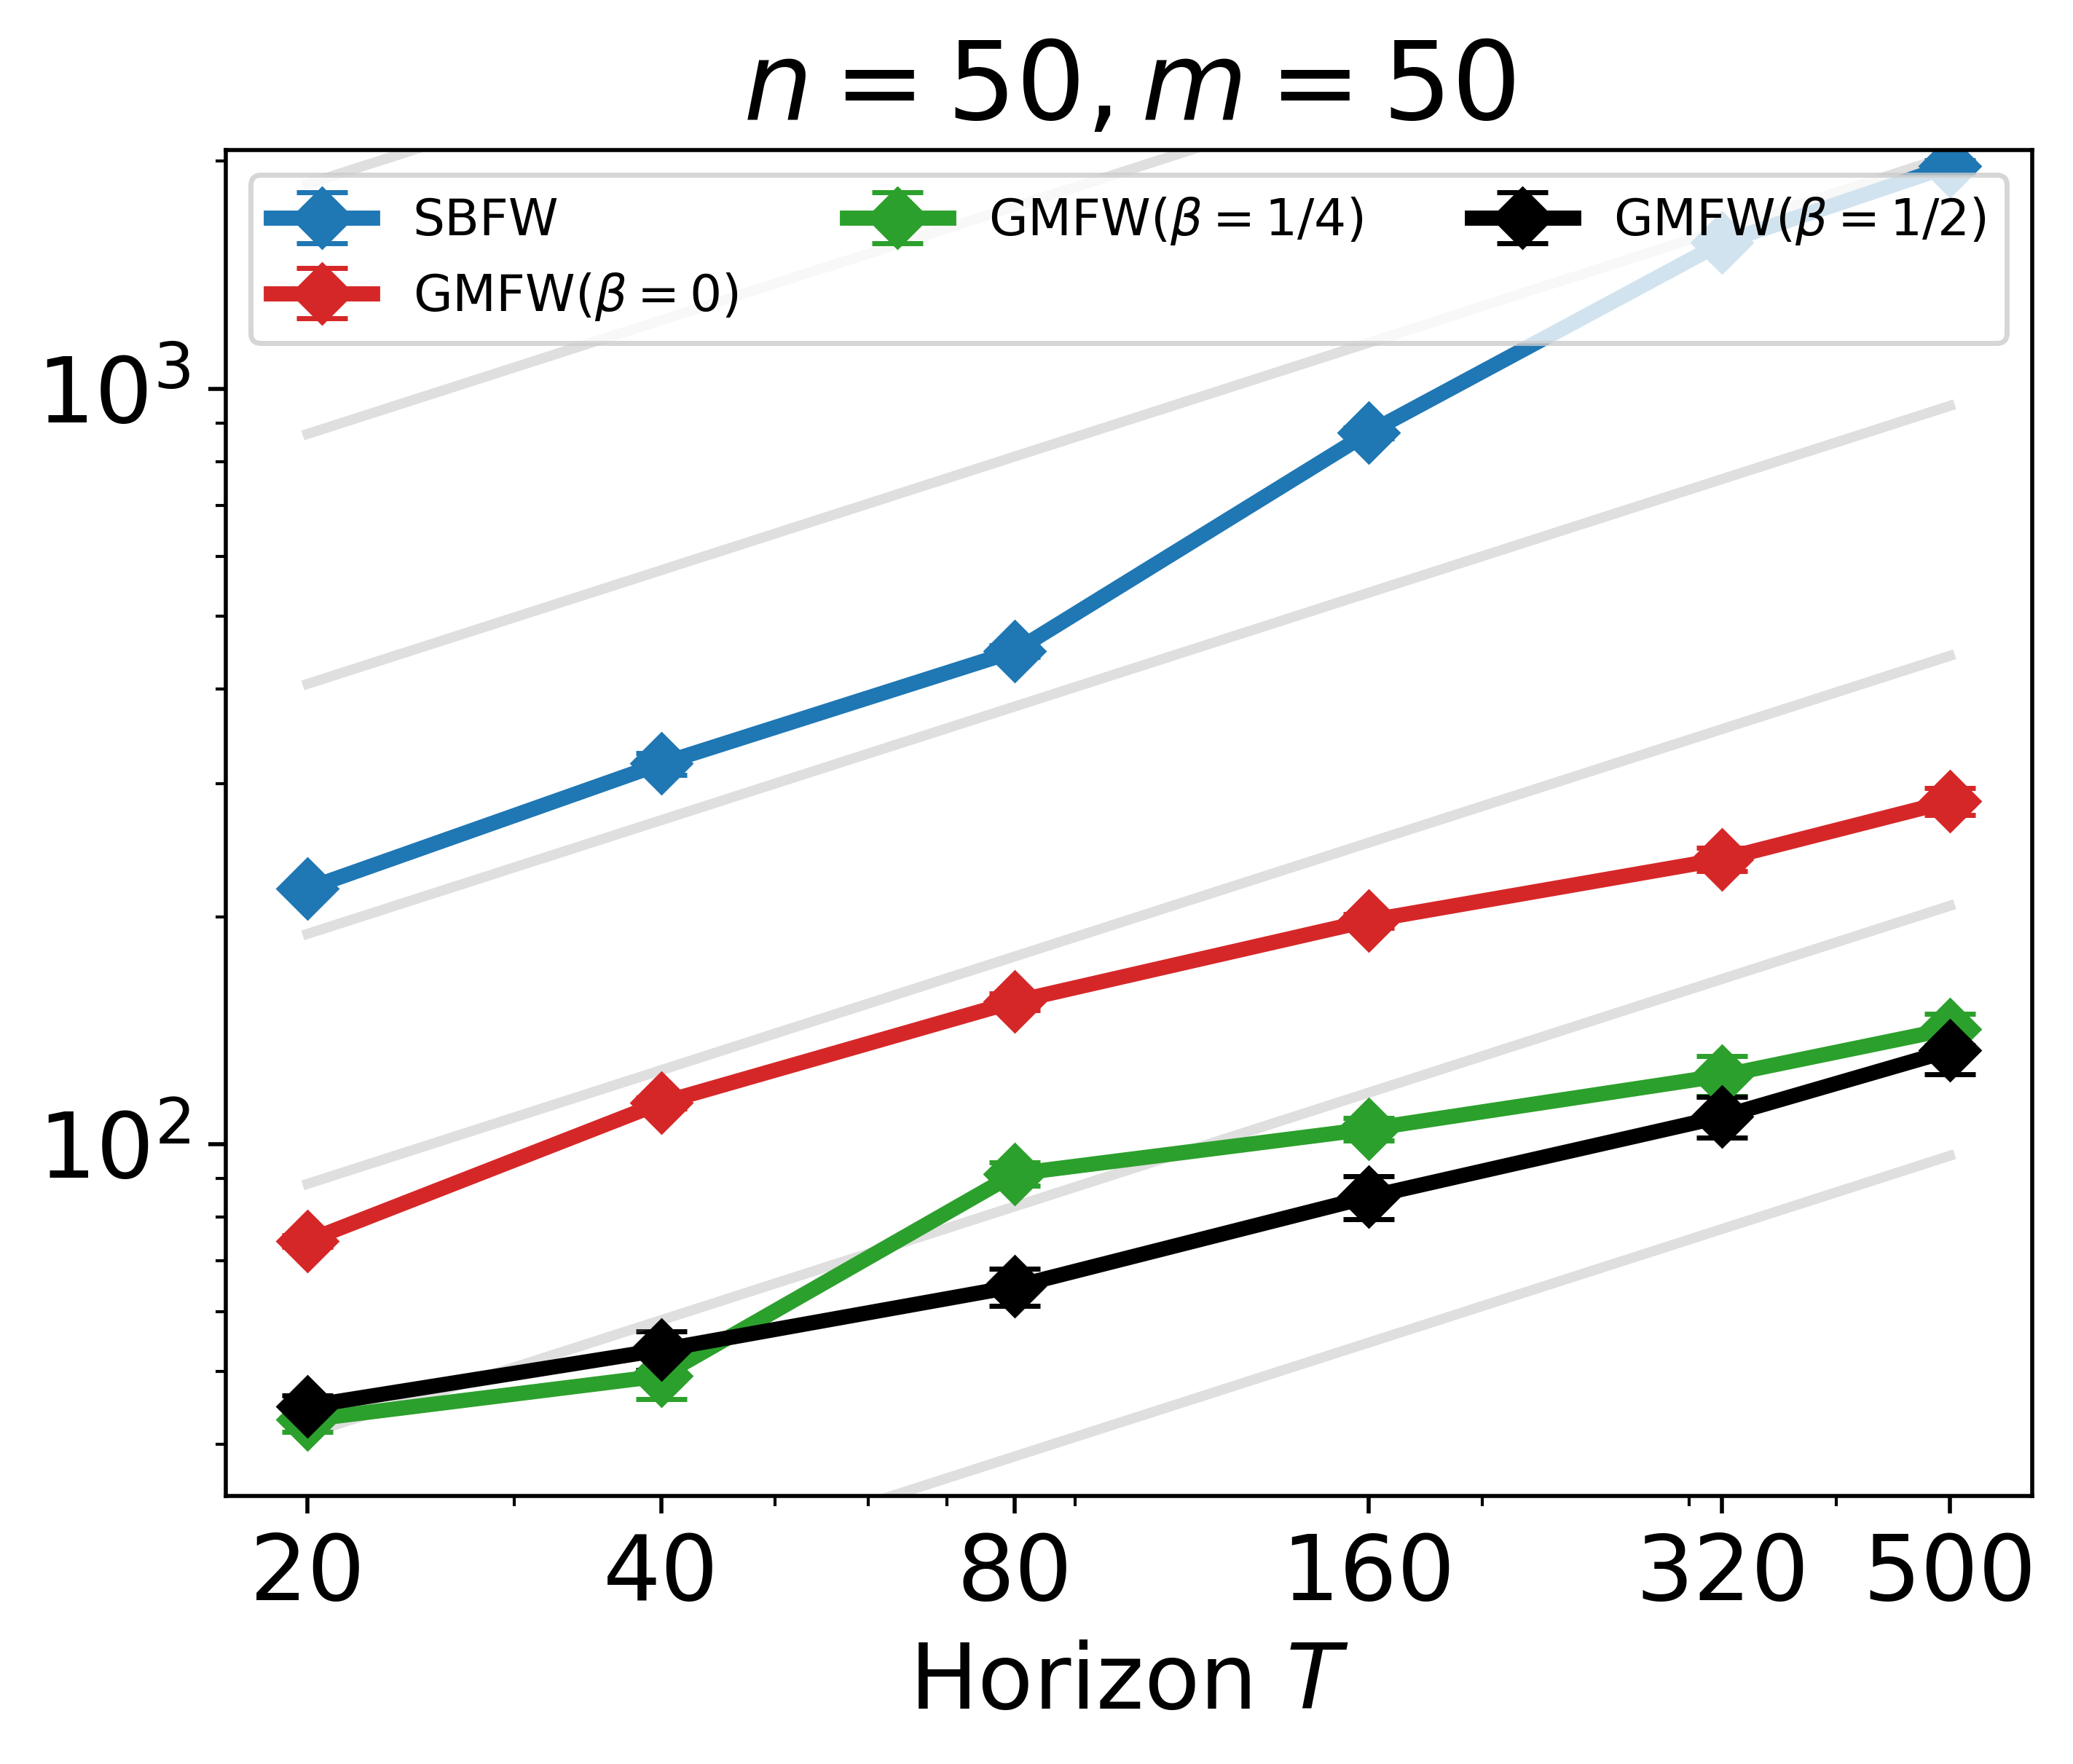 n = 50, m = 50
SBFW
GMFW(β = 0)
GMFW(β = 1/4)
GMFW(β = 1/2)
10³
10²
20 40 80 160 320 500
Horizon T